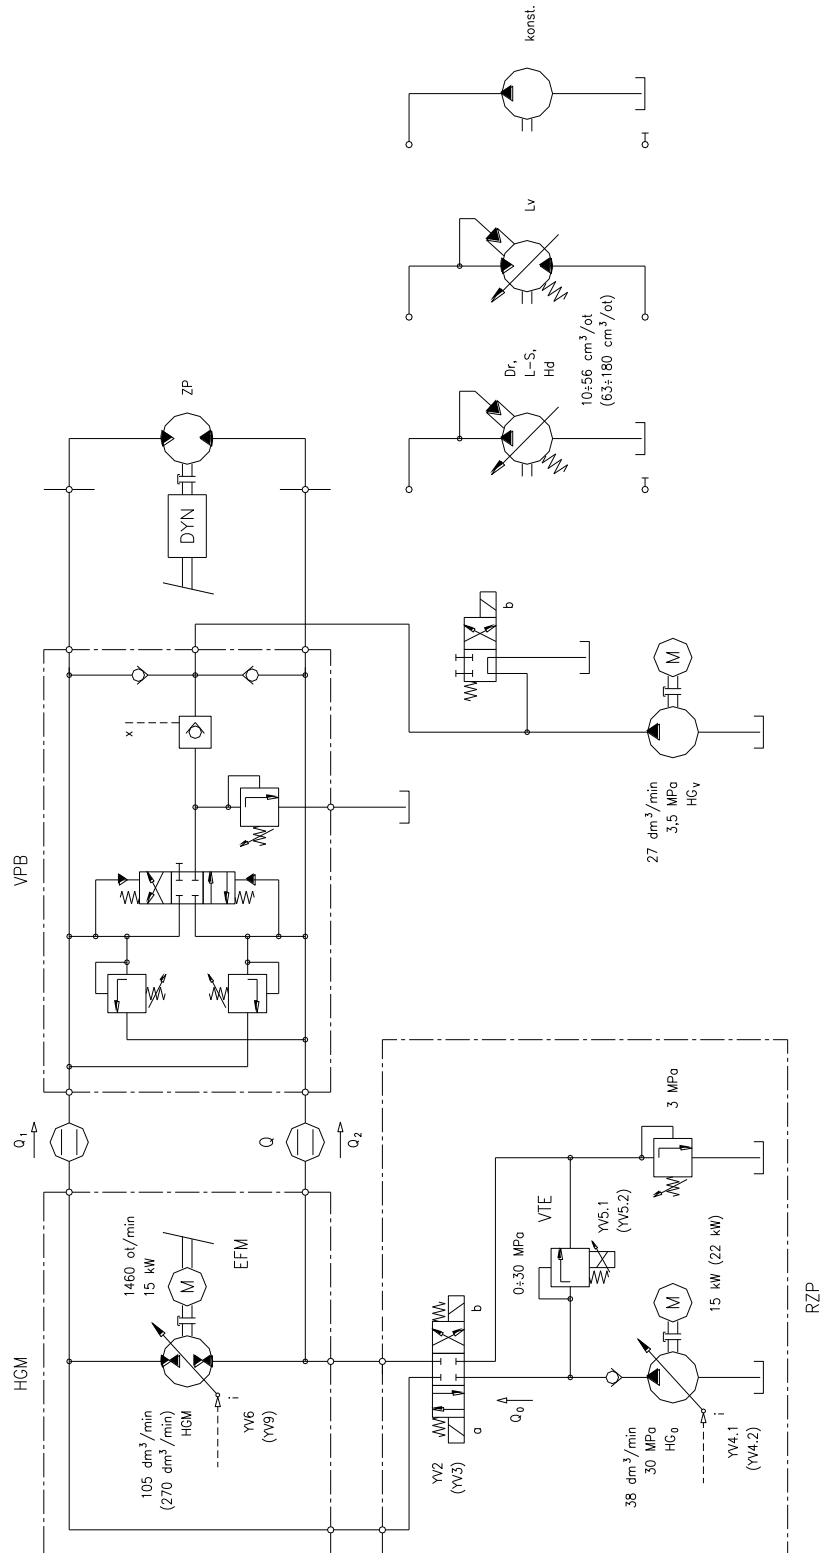 konst.
Lv
Dr,
L-S,
Hd
10÷56 cm³/ot
(63÷180 cm³/ot)
ZP
DYN
b
M
27 dm³/min
3,5 MPa
HGv
x
VPB
Q₁
Q
Q₂
3 MPa
VTE
0÷30 MPa
YV5.1
(YV5.2)
15 kW (22 kW)
M
RZP
1460 ot/min
15 kW
EFM
M
HGM
105 dm³/min
(270 dm³/min)
HGM
i
YV6
(YV9)
b
a
YV2
(YV3)
Q₀
38 dm³/min
30 MPa
HG₀
i
YV4.1
(YV4.2)